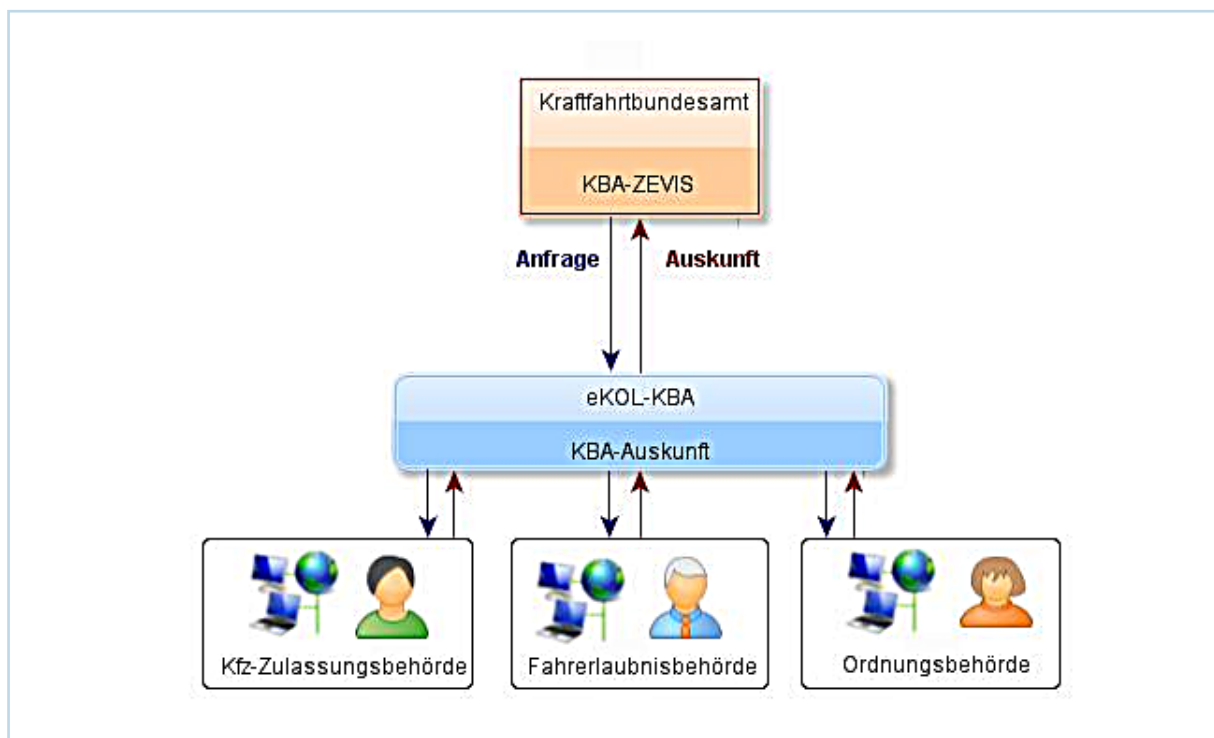 Kraftfahrtbundesamt
KBA-ZEVIS
Anfrage
Auskunft
eKOL-KBA
KBA-Auskunft
Kfz-Zulassungsbehörde
Fahrerlaubnisbehörde
Ordnungsbehörde